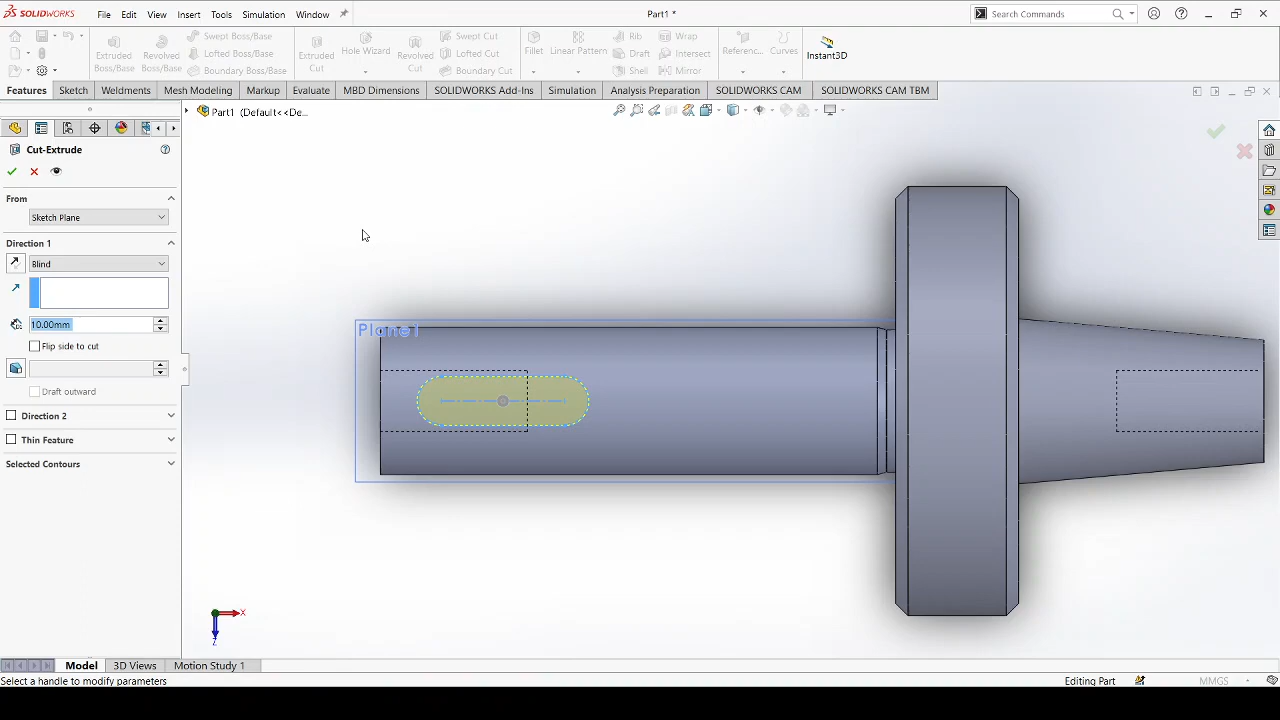 SOLIDWORKS File Edit View Insert Tools Simulation Window Part1 * Search Commands
Extruded Boss/Base Revolved Boss/Base Swept Boss/Base Lofted Boss/Base Boundary Boss/Base Extruded Cut Hole Wizard Revolved Cut Swept Cut Lofted Cut Boundary Cut Fillet Linear Pattern Rib Draft Shell Wrap Intersect Mirror Referenc... Curves Instant3D
Features Sketch Weldments Mesh Modeling Markup Evaluate MBD Dimensions SOLIDWORKS Add-Ins Simulation Analysis Preparation SOLIDWORKS CAM SOLIDWORKS CAM TBM
Part1 (Default<<De...
Cut-Extrude
From
Sketch Plane
Direction 1
Blind
10.00mm
Flip side to cut
Draft outward
Direction 2
Thin Feature
Selected Contours
Plane1
X
Z
Model 3D Views Motion Study 1
Select a handle to modify parameters Editing Part MMGS